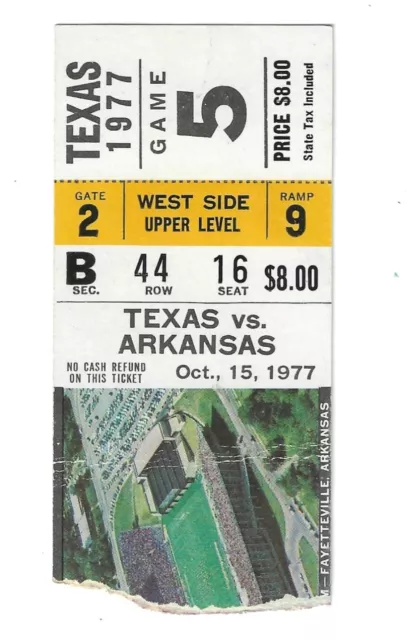 TEXAS
1977
GAME
5
PRICE $8.00
State Tax Included
GATE
2
WEST SIDE
UPPER LEVEL
RAMP
9
B
SEC.
44
ROW
16
SEAT
$8.00
TEXAS vs.
ARKANSAS
NO CASH REFUND
ON THIS TICKET
Oct., 15, 1977
M—FAYETTEVILLE, ARKANSAS